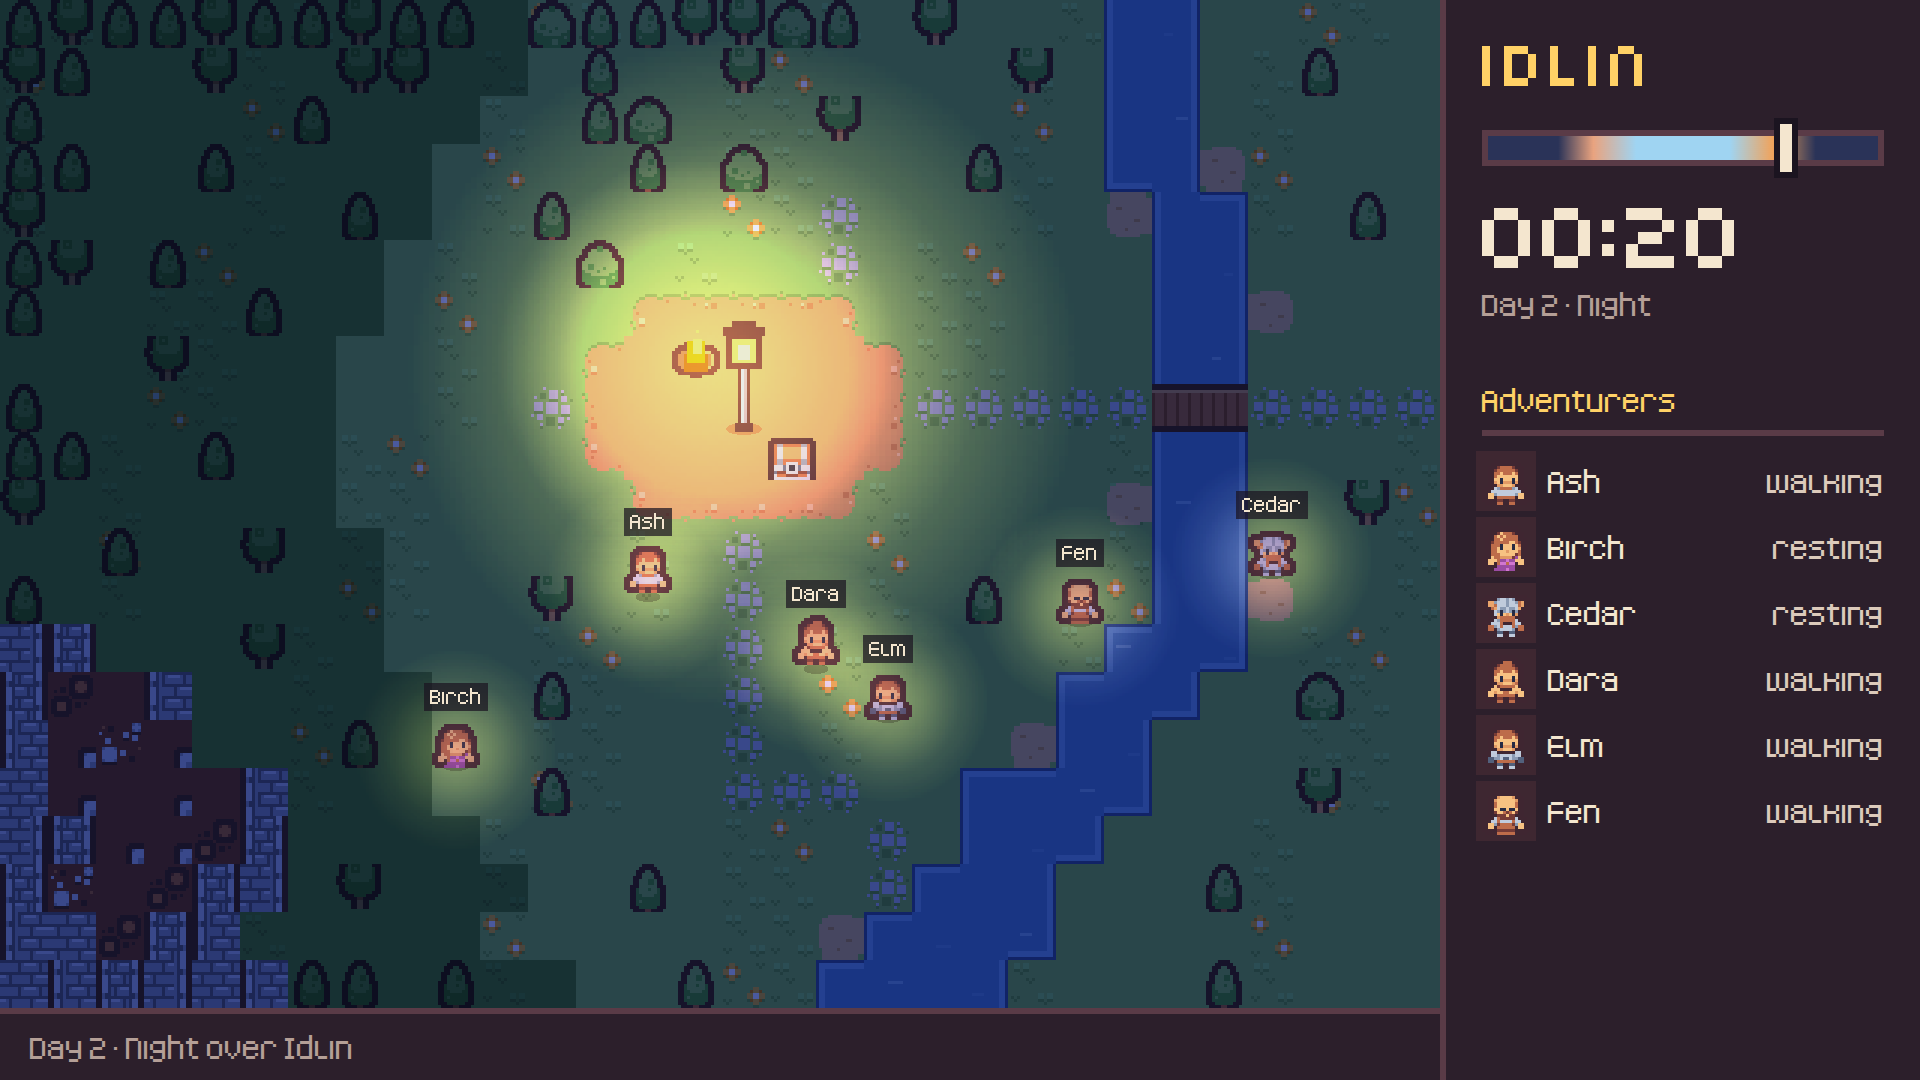 IDLIN
00:20
Day 2 · Night
Adventurers
Ash walking
Birch resting
Cedar resting
Dara walking
Elm walking
Fen walking
Cedar
Ash
Fen
Dara
Elm
Birch
Day 2 · Night over Idlin